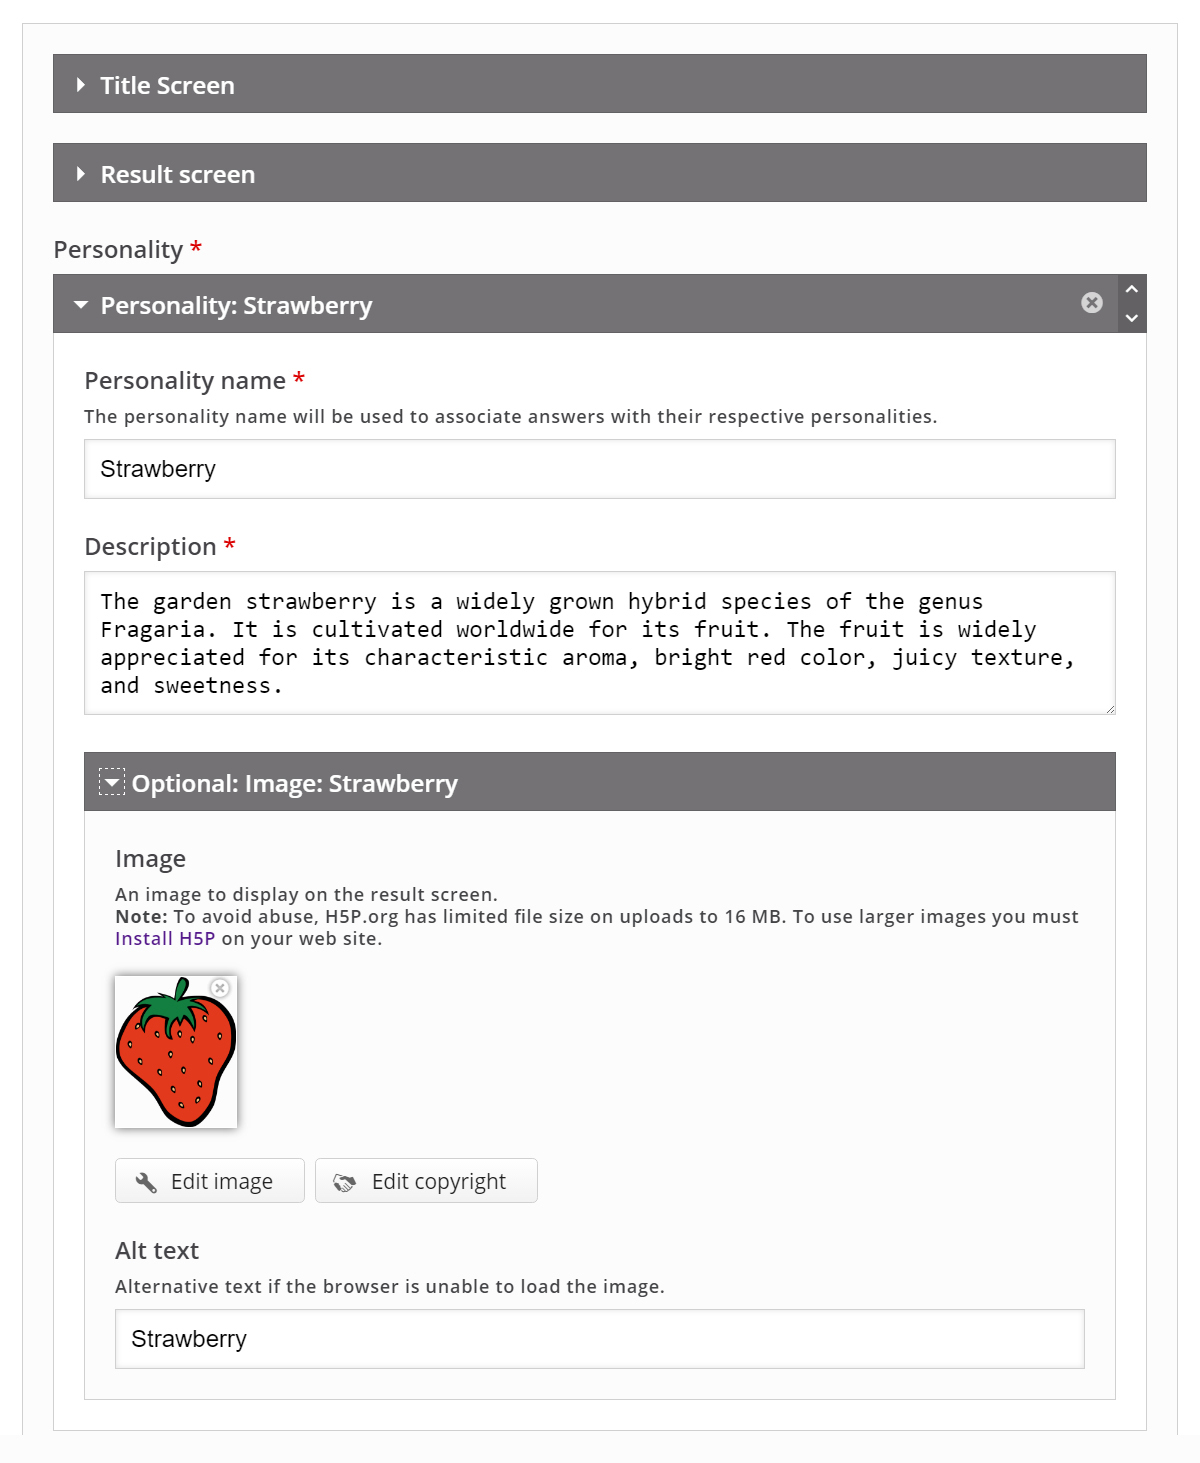 Title Screen
Result screen
Personality *
Personality: Strawberry
Personality name *
The personality name will be used to associate answers with their respective personalities.
Strawberry
Description *
The garden strawberry is a widely grown hybrid species of the genus
Fragaria. It is cultivated worldwide for its fruit. The fruit is widely
appreciated for its characteristic aroma, bright red color, juicy texture,
and sweetness.
Optional: Image: Strawberry
Image
An image to display on the result screen.
Note: To avoid abuse, H5P.org has limited file size on uploads to 16 MB. To use larger images you must
Install H5P on your web site.
Edit image
Edit copyright
Alt text
Alternative text if the browser is unable to load the image.
Strawberry